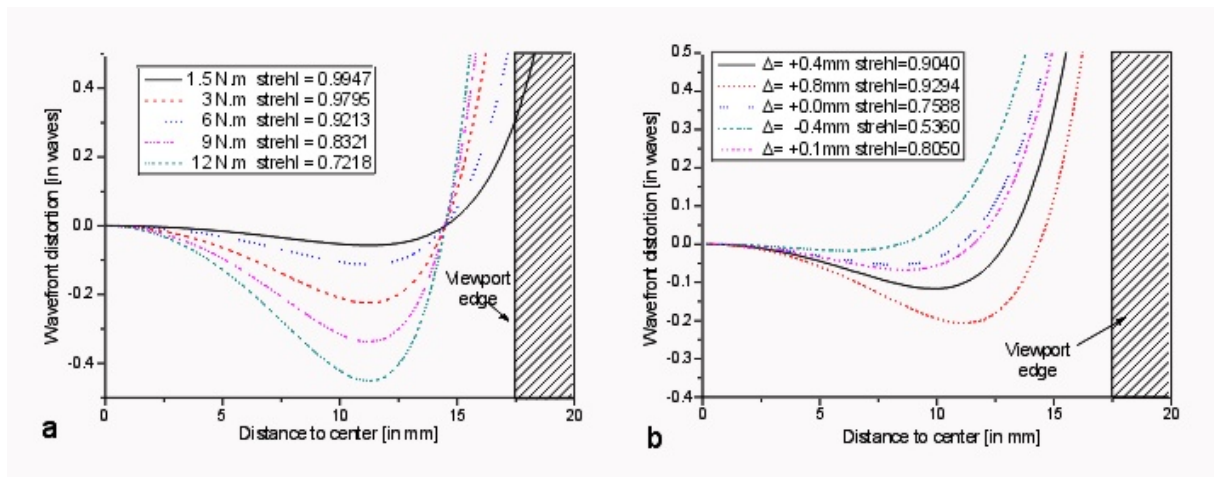 0.4
0.2
0.0
-0.2
-0.4
Wavefront distortion [in waves]
1.5 N.m strehl = 0.9947
3 N.m strehl = 0.9795
6 N.m strehl = 0.9213
9 N.m strehl = 0.8321
12 N.m strehl = 0.7218
Viewport
edge
0 5 10 15 20
Distance to center [in mm]
a
0.5
0.4
0.3
0.2
0.1
0.0
-0.1
-0.2
-0.3
-0.4
Wavefront distortion [in waves]
Δ= +0.4mm strehl=0.9040
Δ= +0.8mm strehl=0.9294
Δ= +0.0mm strehl=0.7588
Δ= -0.4mm strehl=0.5360
Δ= +0.1mm strehl=0.8050
Viewport
edge
0 5 10 15 20
Distance to center [in mm]
b